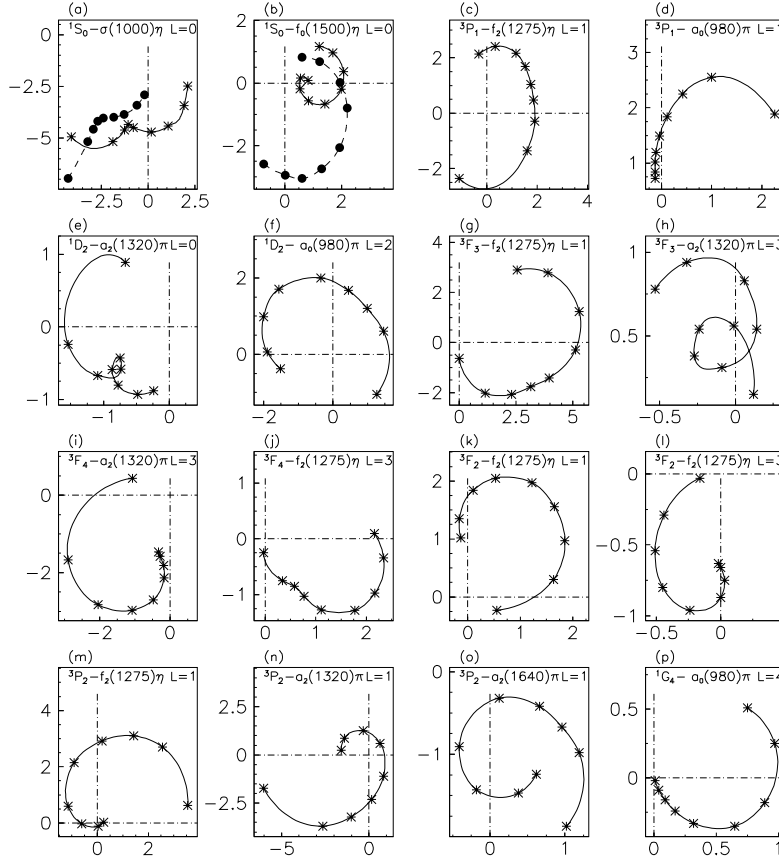 (a)
¹S₀−σ(1000)η L=0
0
−2.5
−5
−2.5 0 2.5
(b)
¹S₀−f₀(1500)η L=0
2
0
−2
0 2
(c)
³P₁−f₂(1275)η L=1
2
0
−2
0 2 4
(d)
³P₁−a₀(980)π L=1
3
2
1
0 1 2
(e)
¹D₂−a₂(1320)π L=0
1
0
−1
−1 0
(f)
¹D₂−a₀(980)π L=2
2
0
−2 0 2
(g)
³F₃−f₂(1275)η L=1
4
2
0
−2
0 2.5 5
(h)
³F₃−a₂(1320)π L=3
1
0.5
−0.5 0
(i)
³F₄−a₂(1320)π L=3
0
−2
−2 0
(j)
³F₄−f₂(1275)η L=3
1
0
−1
0 1 2
(k)
³F₂−f₂(1275)η L=1
2
1
0
0 1 2
(l)
³F₂−f₂(1275)η L=3
0
−0.5
−1
−0.5 0
(m)
³P₂−f₂(1275)η L=1
4
2
0
0 2
(n)
³P₂−a₂(1320)π L=1
2.5
0
−2.5
−5 0
(o)
³P₂−a₂(1640)π L=1
0
−1
0 1
(p)
¹G₄−a₀(980)π L=4
0.5
0
0 0.5 1